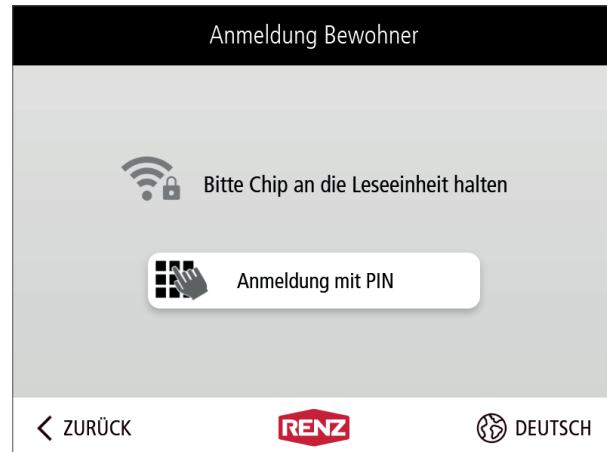 Anmeldung Bewohner
Bitte Chip an die Leseeinheit halten
Anmeldung mit PIN
ZURÜCK
RENZ
DEUTSCH